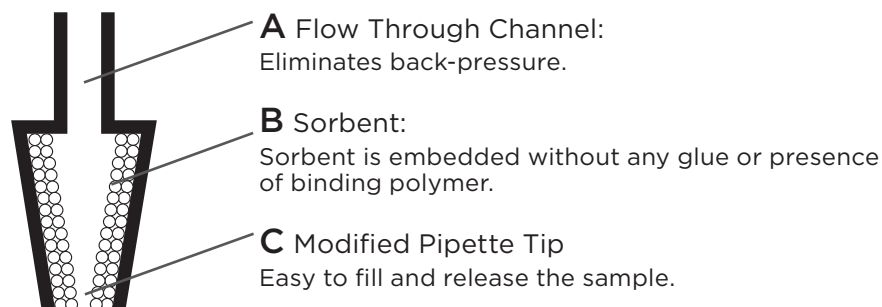 A Flow Through Channel:
Eliminates back-pressure.
B Sorbent:
Sorbent is embedded without any glue or presence
of binding polymer.
C Modified Pipette Tip
Easy to fill and release the sample.